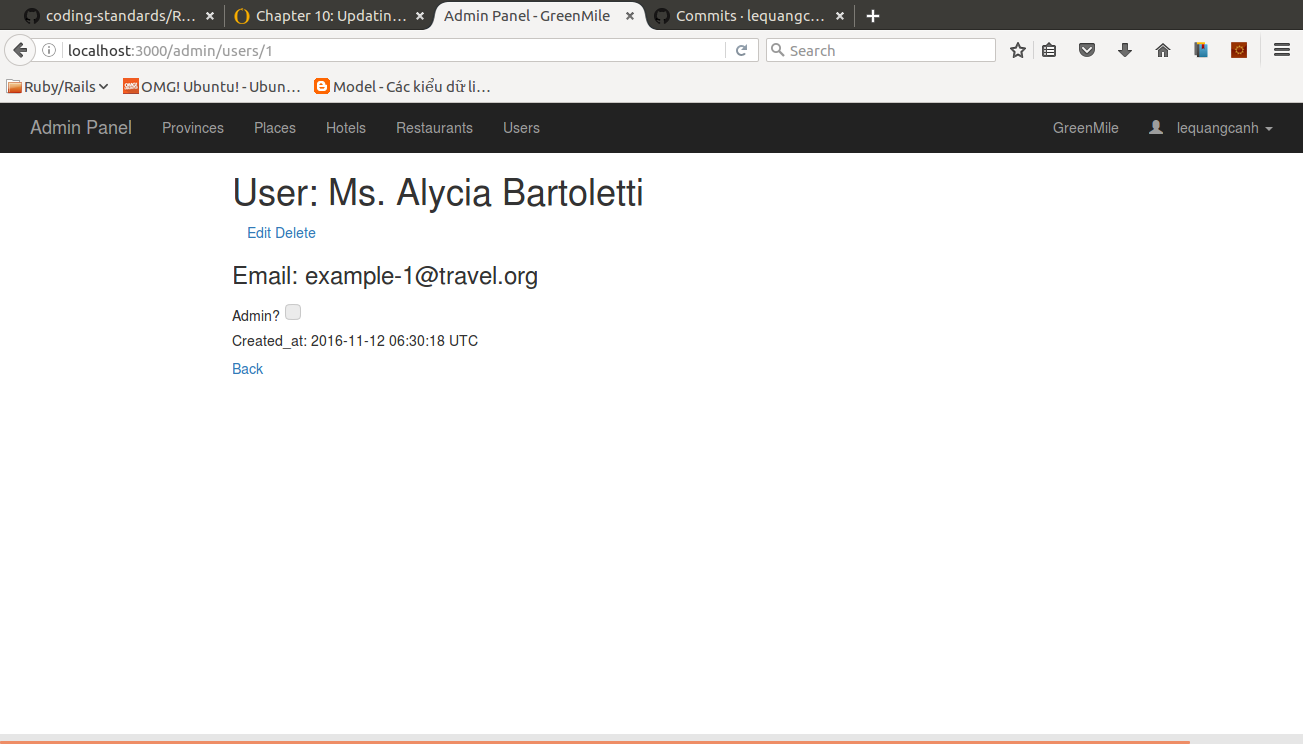 coding-standards/R... Chapter 10: Updatin... Admin Panel - GreenMile Commits · lequangc...
localhost:3000/admin/users/1 Search
Ruby/Rails OMG! Ubuntu! - Ubun... Model - Các kiểu dữ li...
Admin Panel Provinces Places Hotels Restaurants Users GreenMile lequangcanh
User: Ms. Alycia Bartoletti
Edit Delete
Email: example-1@travel.org
Admin?
Created_at: 2016-11-12 06:30:18 UTC
Back